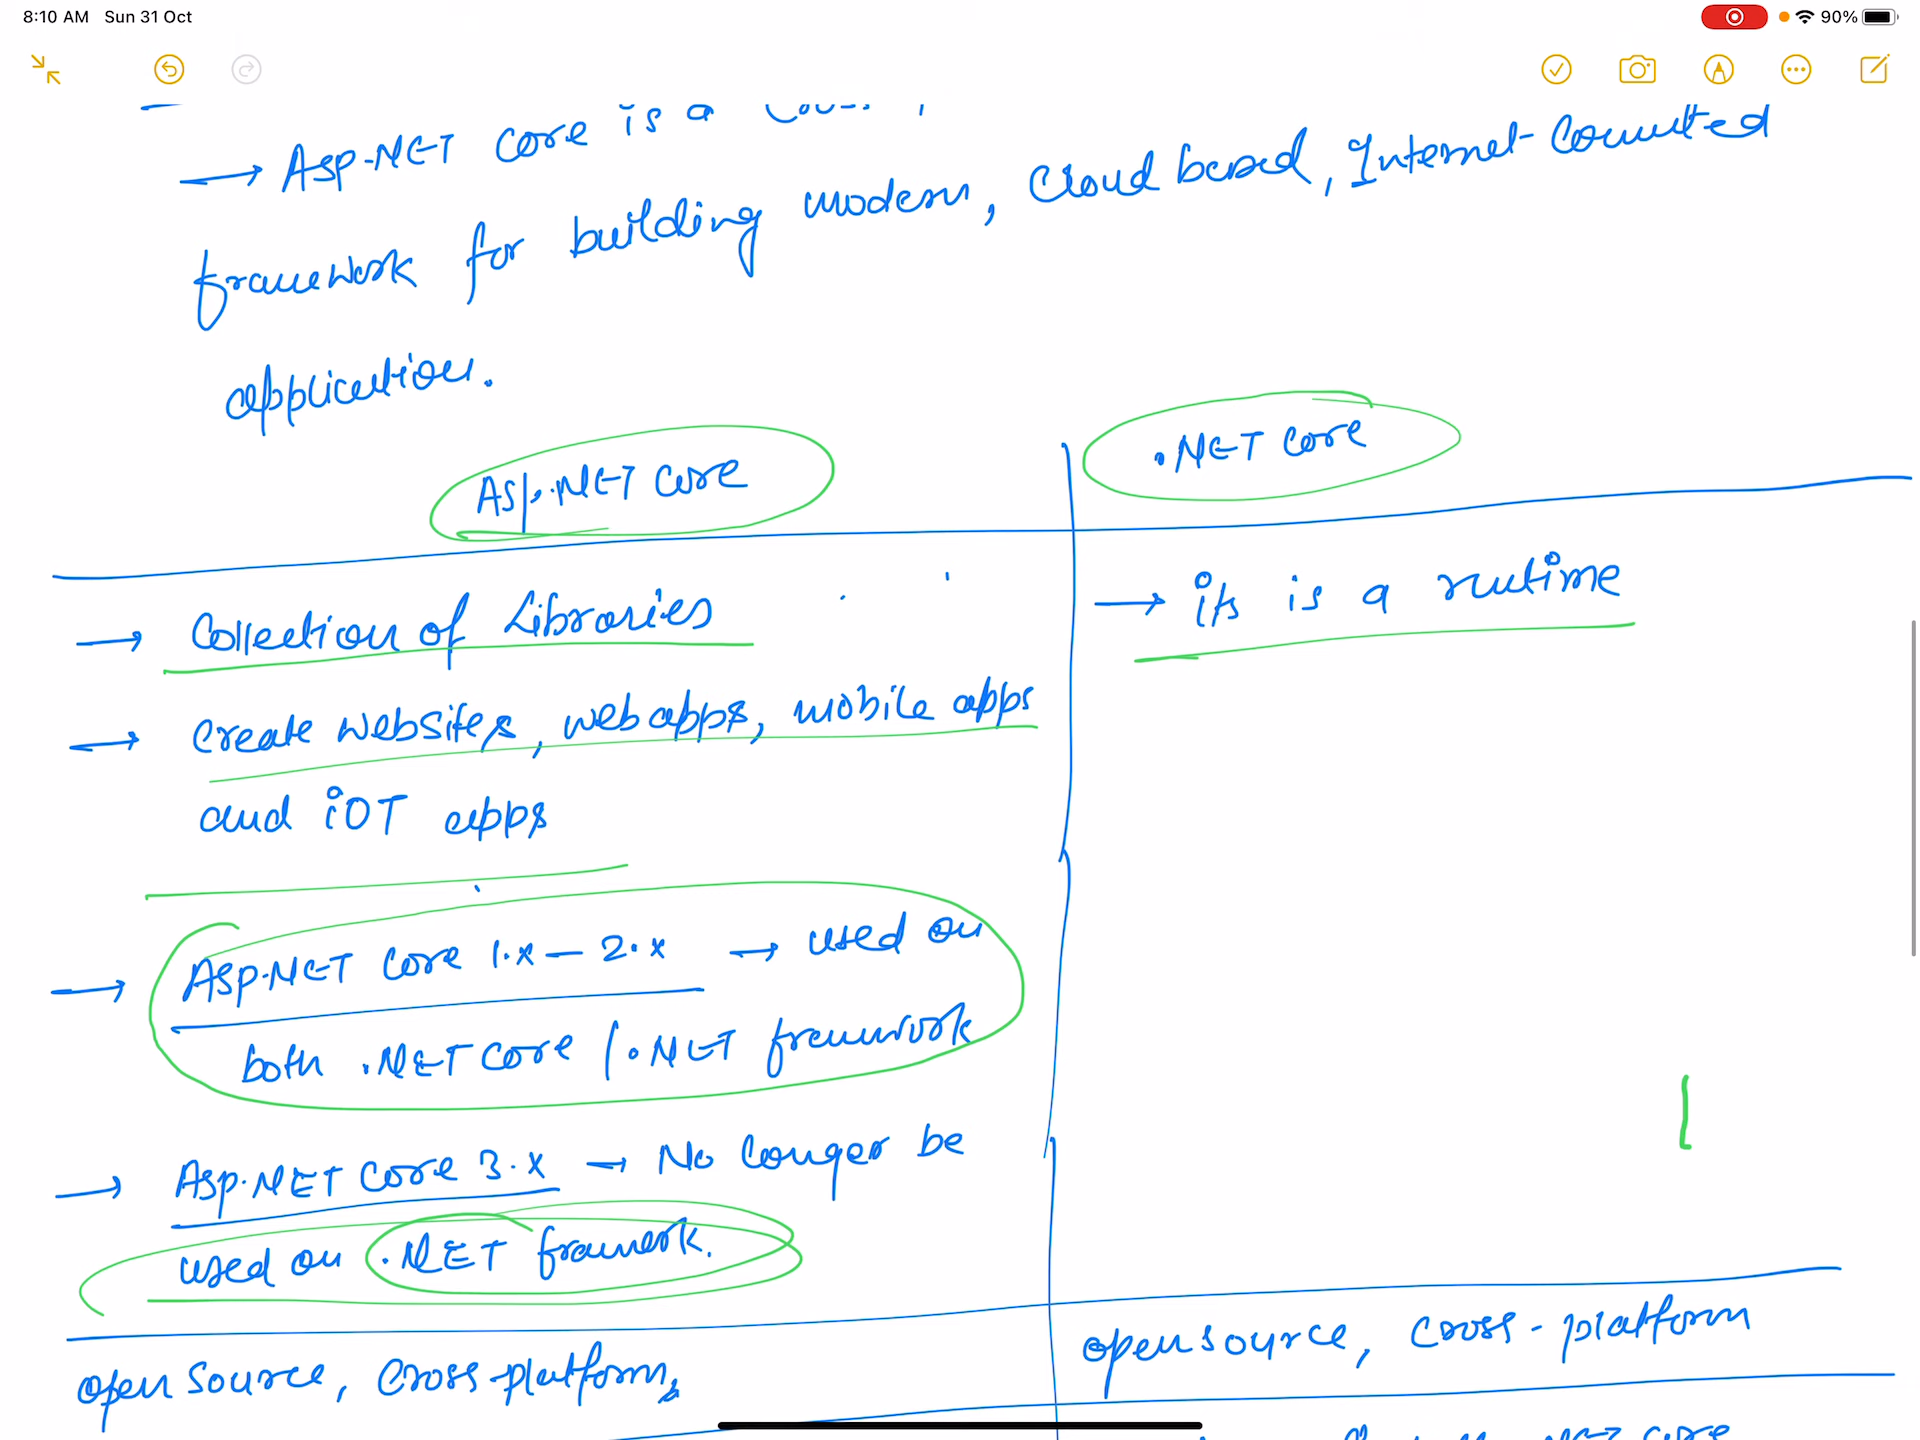 8:10 AM Sun 31 Oct
90%
→ Asp.NET Core is a
framework for building modern, Cloud based, Internet-Connected
application.
Asp.NET Core
.NET Core
→ Collection of Libraries
→ its is a runtime
→ Create websites, web apps, mobile apps
and iOT apps
→ Asp.NET Core 1.x – 2.x → used on
both .NET Core / .NET framework
→ Asp.NET Core 3.x → No longer be
used on .NET framework.
open source, Cross-platform,
open source, cross-platform
.NET core